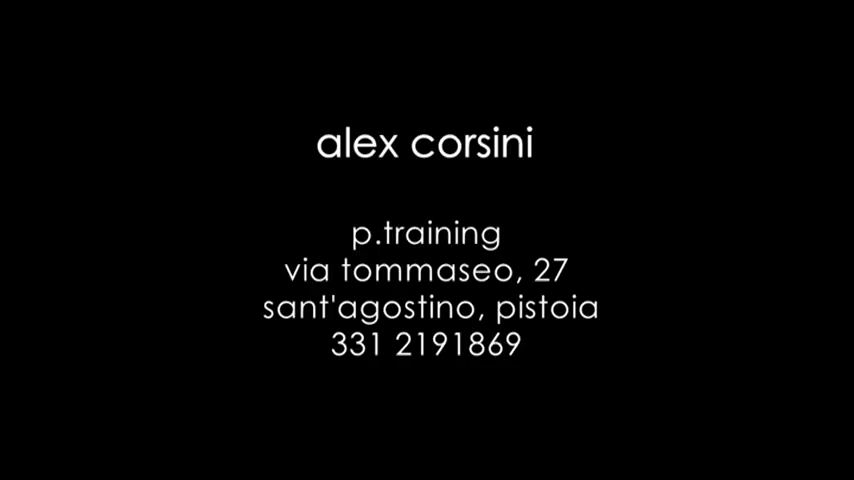 alex corsini
p.training
via tommaseo, 27
sant'agostino, pistoia
331 2191869